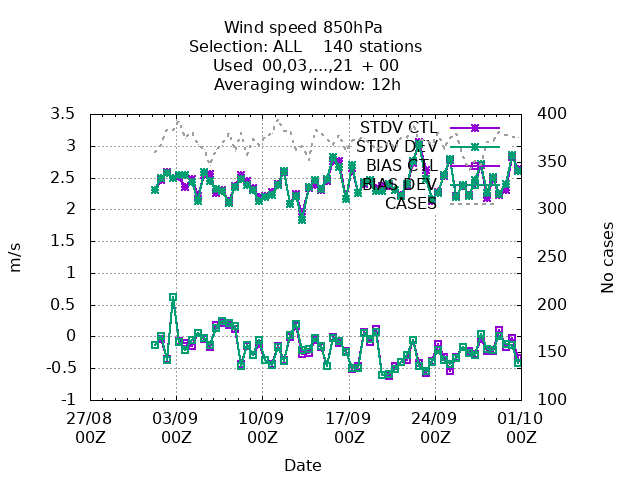 Wind speed 850hPa
Selection: ALL 140 stations
Used 00,03,...,21 + 00
Averaging window: 12h
3.5
3
2.5
2
1.5
1
0.5
0
-0.5
-1
m/s
400
350
300
250
200
150
100
No cases
STDV CTL
STDV DEV
BIAS CTL
BIAS DEV
CASES
27/08 03/09 10/09 17/09 24/09 01/10
00Z 00Z 00Z 00Z 00Z 00Z
Date